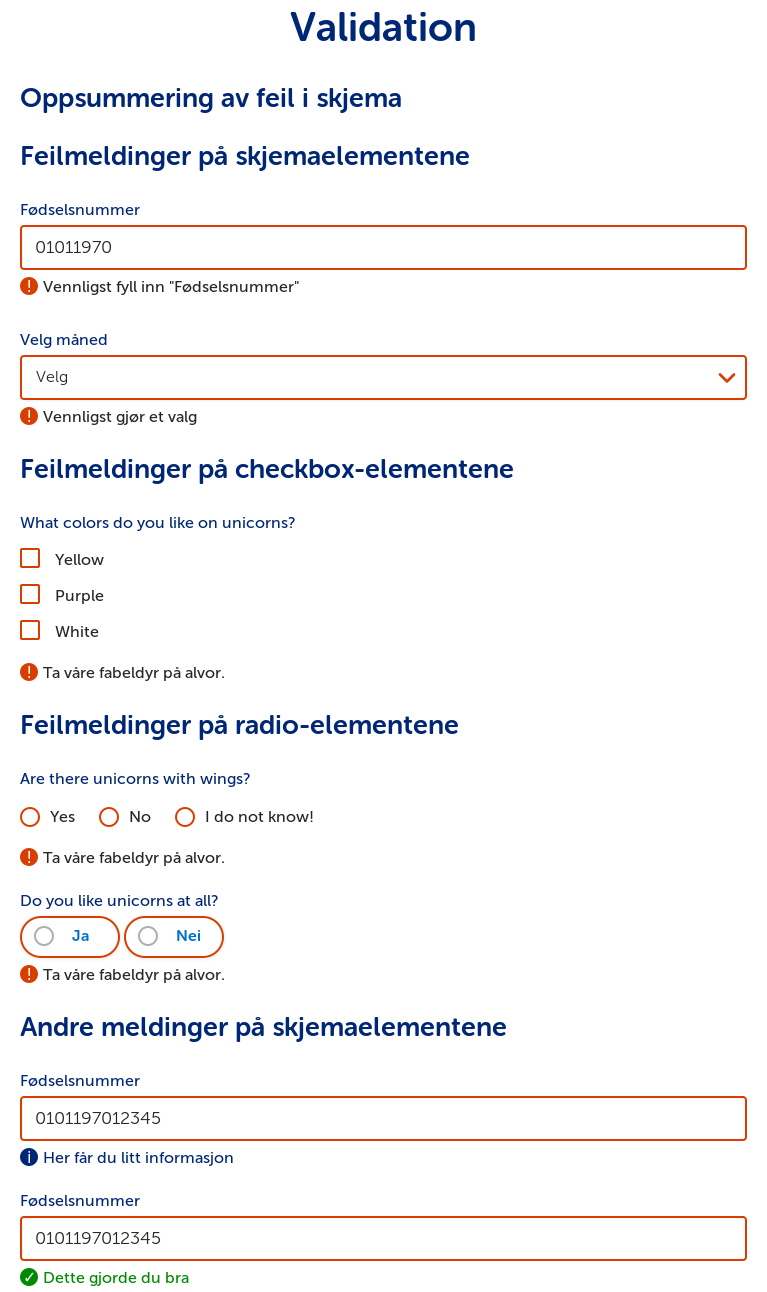 Validation
Oppsummering av feil i skjema
Feilmeldinger på skjemaelementene
Fødselsnummer
01011970
Vennligst fyll inn "Fødselsnummer"
Velg måned
Velg
Vennligst gjør et valg
Feilmeldinger på checkbox-elementene
What colors do you like on unicorns?
Yellow
Purple
White
Ta våre fabeldyr på alvor.
Feilmeldinger på radio-elementene
Are there unicorns with wings?
Yes No I do not know!
Ta våre fabeldyr på alvor.
Do you like unicorns at all?
Ja Nei
Ta våre fabeldyr på alvor.
Andre meldinger på skjemaelementene
Fødselsnummer
0101197012345
Her får du litt informasjon
Fødselsnummer
0101197012345
Dette gjorde du bra